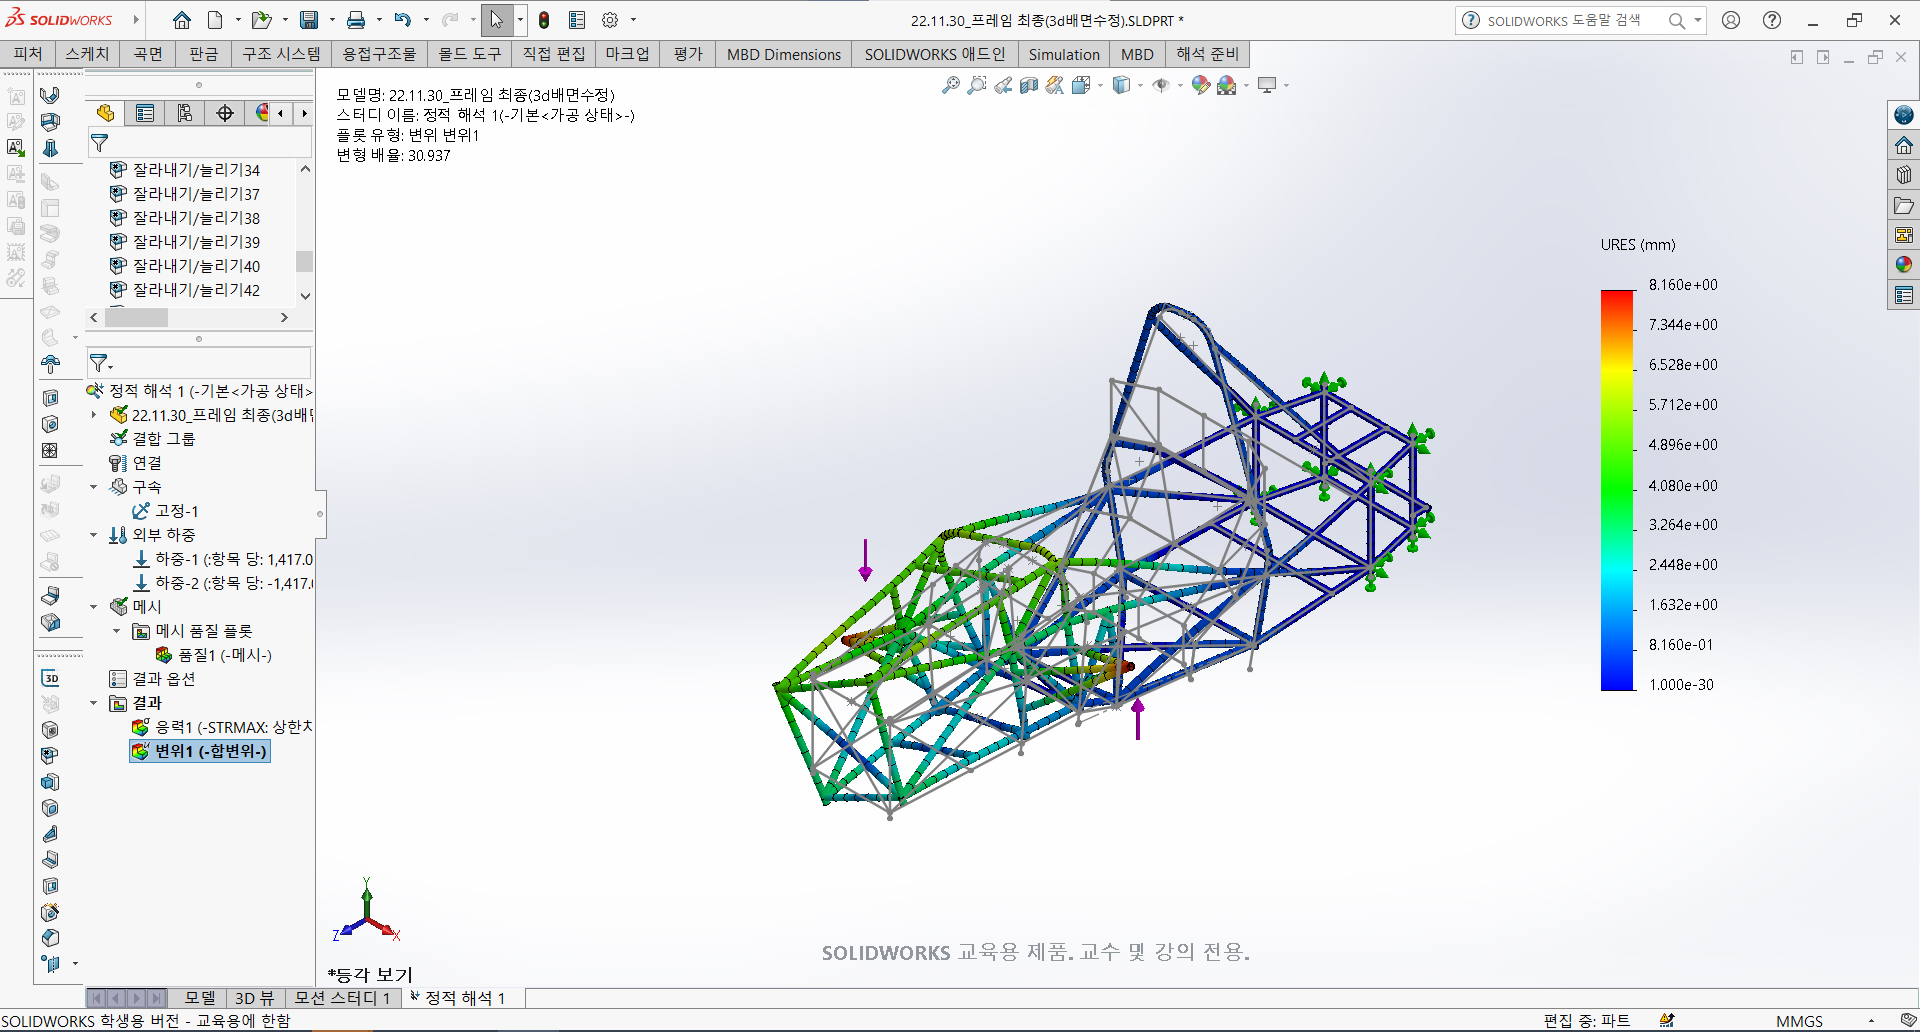 SOLIDWORKS
22.11.30_프레임 최종(3d배면수정).SLDPRT *
SOLIDWORKS 도움말 검색
피처 스케치 곡면 판금 구조 시스템 용접구조물 몰드 도구 직접 편집 마크업 평가 MBD Dimensions SOLIDWORKS 애드인 Simulation MBD 해석 준비
모델명: 22.11.30_프레임 최종(3d배면수정)
스터디 이름: 정적 해석 1(-기본<가공 상태>-)
플롯 유형: 변위 변위1
변형 배율: 30.937
잘라내기/늘리기34
잘라내기/늘리기37
잘라내기/늘리기38
잘라내기/늘리기39
잘라내기/늘리기40
잘라내기/늘리기42
정적 해석 1 (-기본<가공 상태>
22.11.30_프레임 최종(3d배면
결합 그룹
연결
구속
고정-1
외부 하중
하중-1 (:항목 당: 1,417.0
하중-2 (:항목 당: -1,417.
메시
메시 품질 플롯
품질1 (-메시-)
결과 옵션
결과
응력1 (-STRMAX: 상한
변위1 (-합변위-)
3D
URES (mm)
8.160e+00
7.344e+00
6.528e+00
5.712e+00
4.896e+00
4.080e+00
3.264e+00
2.448e+00
1.632e+00
8.160e-01
1.000e-30
Y
Z
X
SOLIDWORKS 교육용 제품. 교수 및 강의 전용.
*등각 보기
모델 3D 뷰 모션 스터디 1 정적 해석 1
SOLIDWORKS 학생용 버전 - 교육용에 한함
편집 중: 파트
MMGS